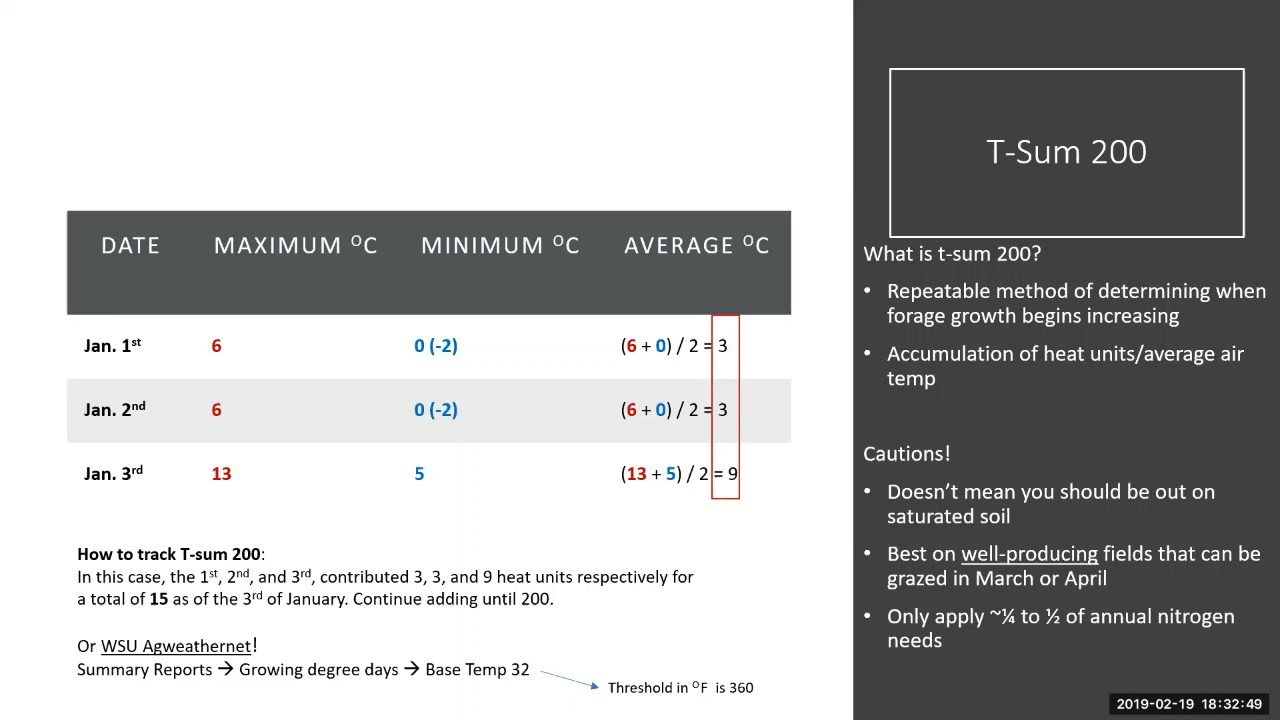 DATE MAXIMUM ᴼC MINIMUM ᴼC AVERAGE ᴼC
Jan. 1ˢᵗ 6 0 (-2) (6 + 0) / 2 = 3
Jan. 2ⁿᵈ 6 0 (-2) (6 + 0) / 2 = 3
Jan. 3ʳᵈ 13 5 (13 + 5) / 2 = 9
How to track T-sum 200:
In this case, the 1ˢᵗ, 2ⁿᵈ, and 3ʳᵈ, contributed 3, 3, and 9 heat units respectively for
a total of 15 as of the 3ʳᵈ of January. Continue adding until 200.
Or WSU Agweathernet!
Summary Reports → Growing degree days → Base Temp 32
Threshold in ᴼF is 360
T-Sum 200
What is t-sum 200?
• Repeatable method of determining when
forage growth begins increasing
• Accumulation of heat units/average air
temp
Cautions!
• Doesn’t mean you should be out on
saturated soil
• Best on well-producing fields that can be
grazed in March or April
• Only apply ~¼ to ½ of annual nitrogen
needs
2019-02-19 18:32:49